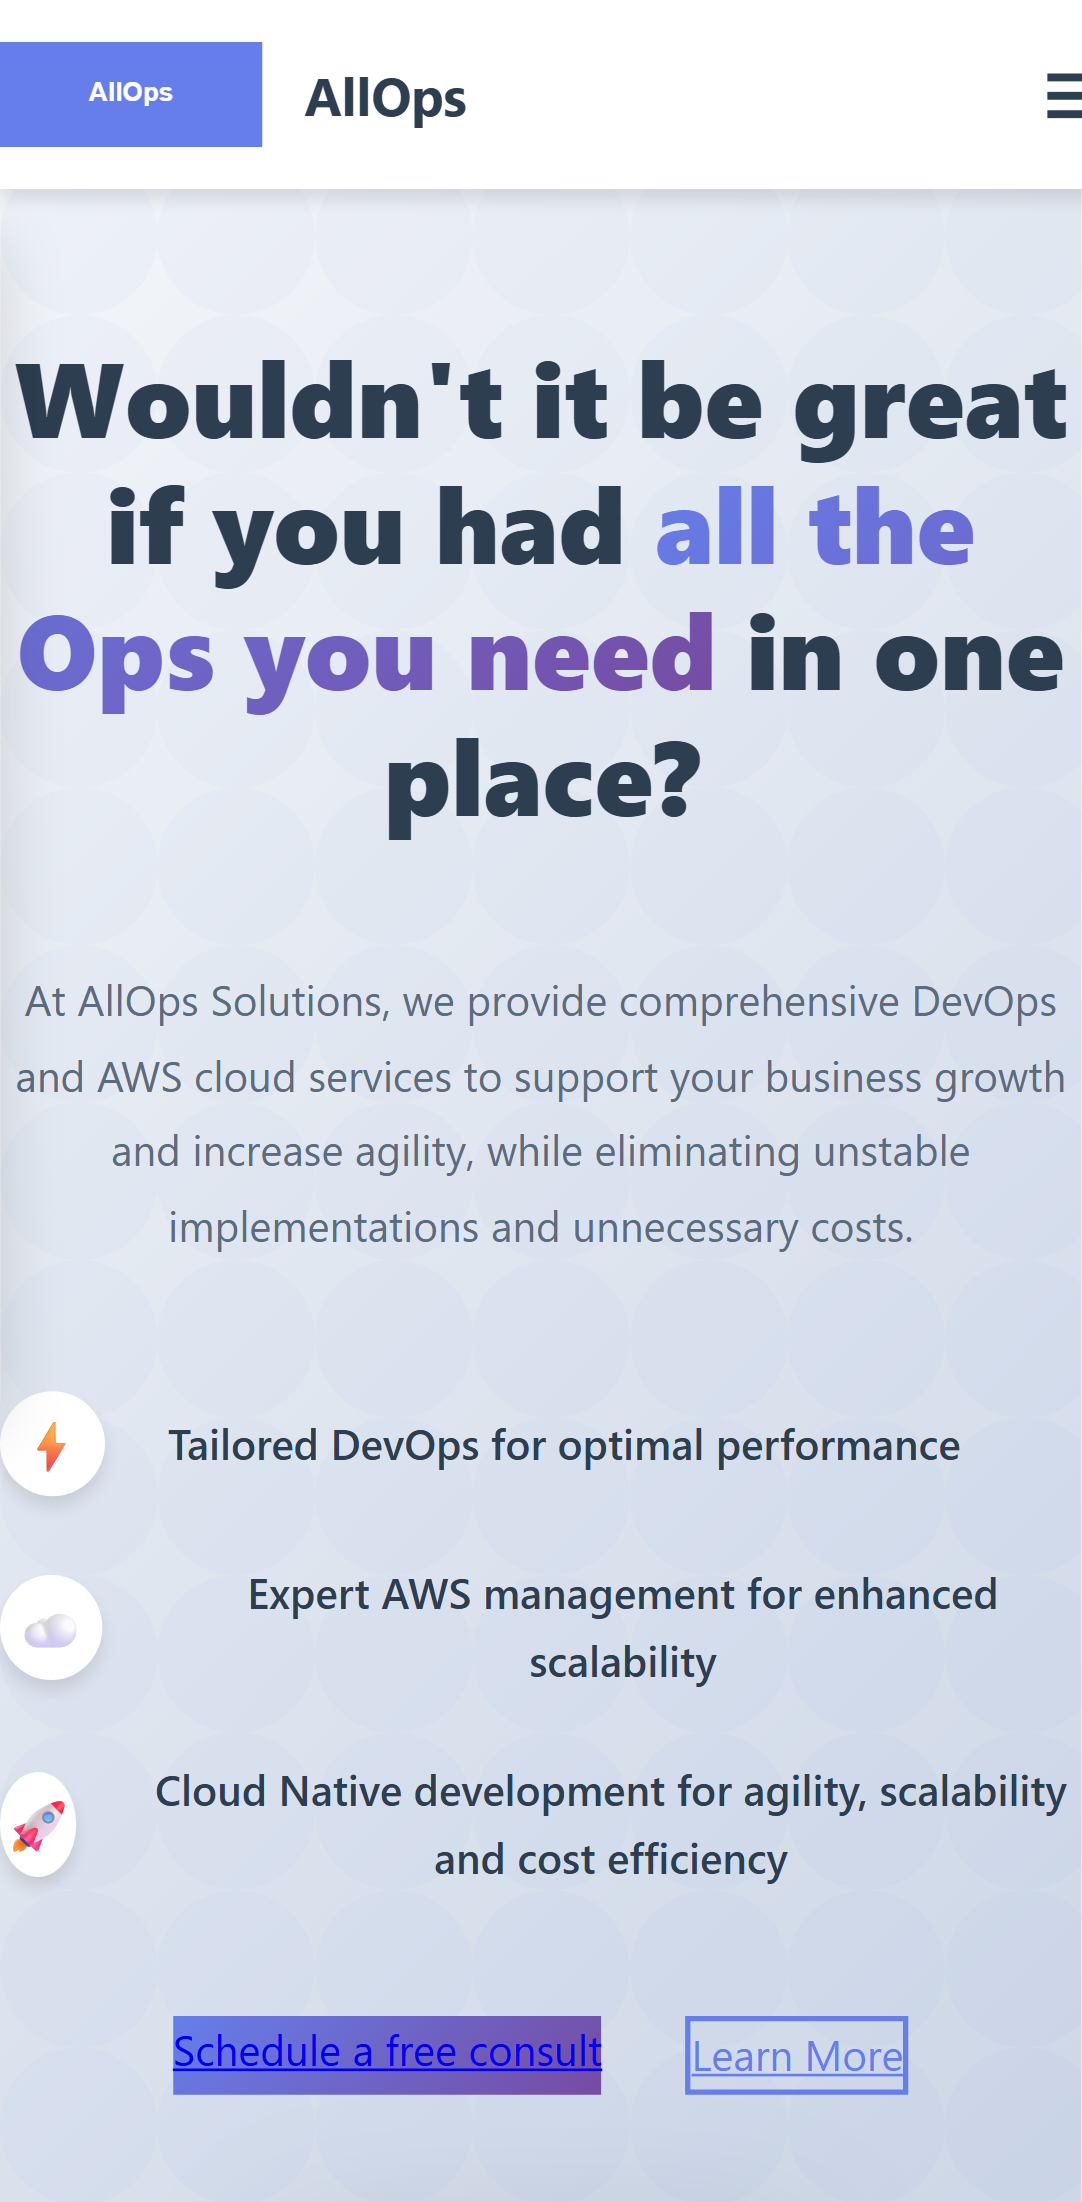 AllOps
AllOps
Wouldn't it be great
if you had all the
Ops you need in one
place?
At AllOps Solutions, we provide comprehensive DevOps
and AWS cloud services to support your business growth
and increase agility, while eliminating unstable
implementations and unnecessary costs.
Tailored DevOps for optimal performance
Expert AWS management for enhanced
scalability
Cloud Native development for agility, scalability
and cost efficiency
Schedule a free consult
Learn More